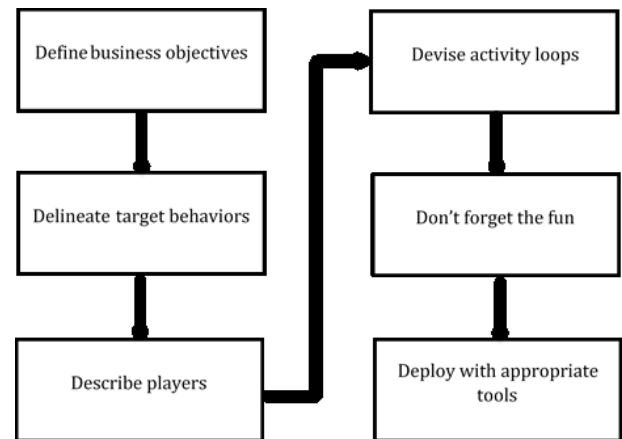 Define business objectives
Delineate target behaviors
Describe players
Devise activity loops
Don't forget the fun
Deploy with appropriate
tools